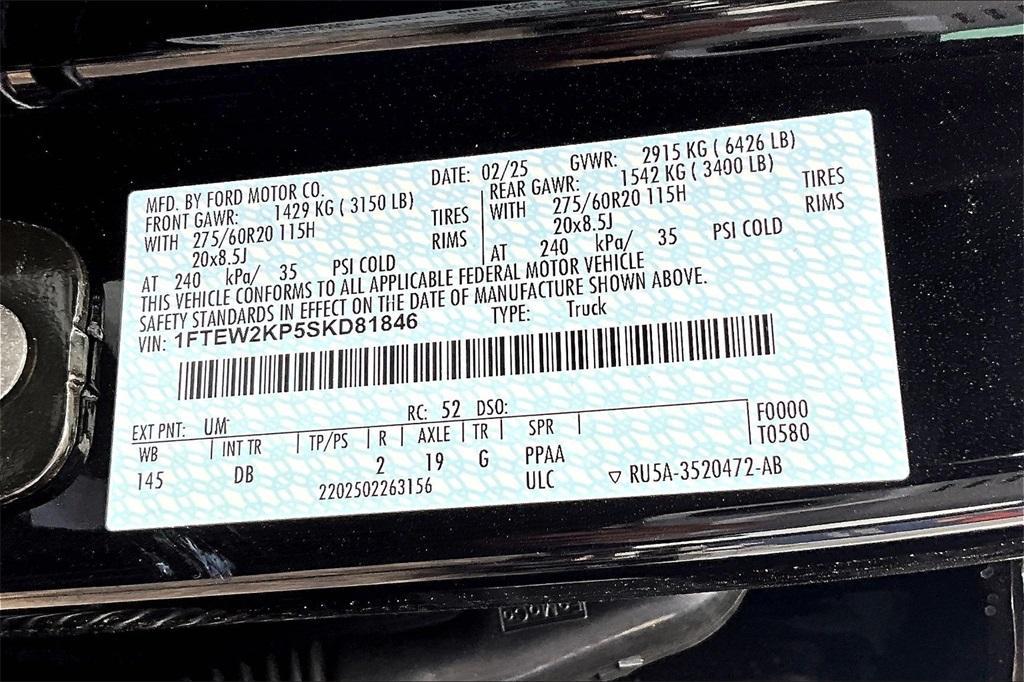 MFD. BY FORD MOTOR CO.
DATE: 02/25 GVWR: 2915 KG ( 6426 LB)
FRONT GAWR: 1429 KG ( 3150 LB)
WITH 275/60R20 115H TIRES
20x8.5J RIMS
AT 240 kPa/ 35 PSI COLD
REAR GAWR: 1542 KG ( 3400 LB)
WITH 275/60R20 115H TIRES
20x8.5J RIMS
AT 240 kPa/ 35 PSI COLD
THIS VEHICLE CONFORMS TO ALL APPLICABLE FEDERAL MOTOR VEHICLE
SAFETY STANDARDS IN EFFECT ON THE DATE OF MANUFACTURE SHOWN ABOVE.
VIN: 1FTEW2KP5SKD81846 TYPE: Truck
EXT PNT: UM RC: 52 DSO:
WB INT TR TP/PS R AXLE TR SPR F0000
145 DB 2 19 G PPAA T0580
2202502263156 ULC ▽ RU5A-3520472-AB